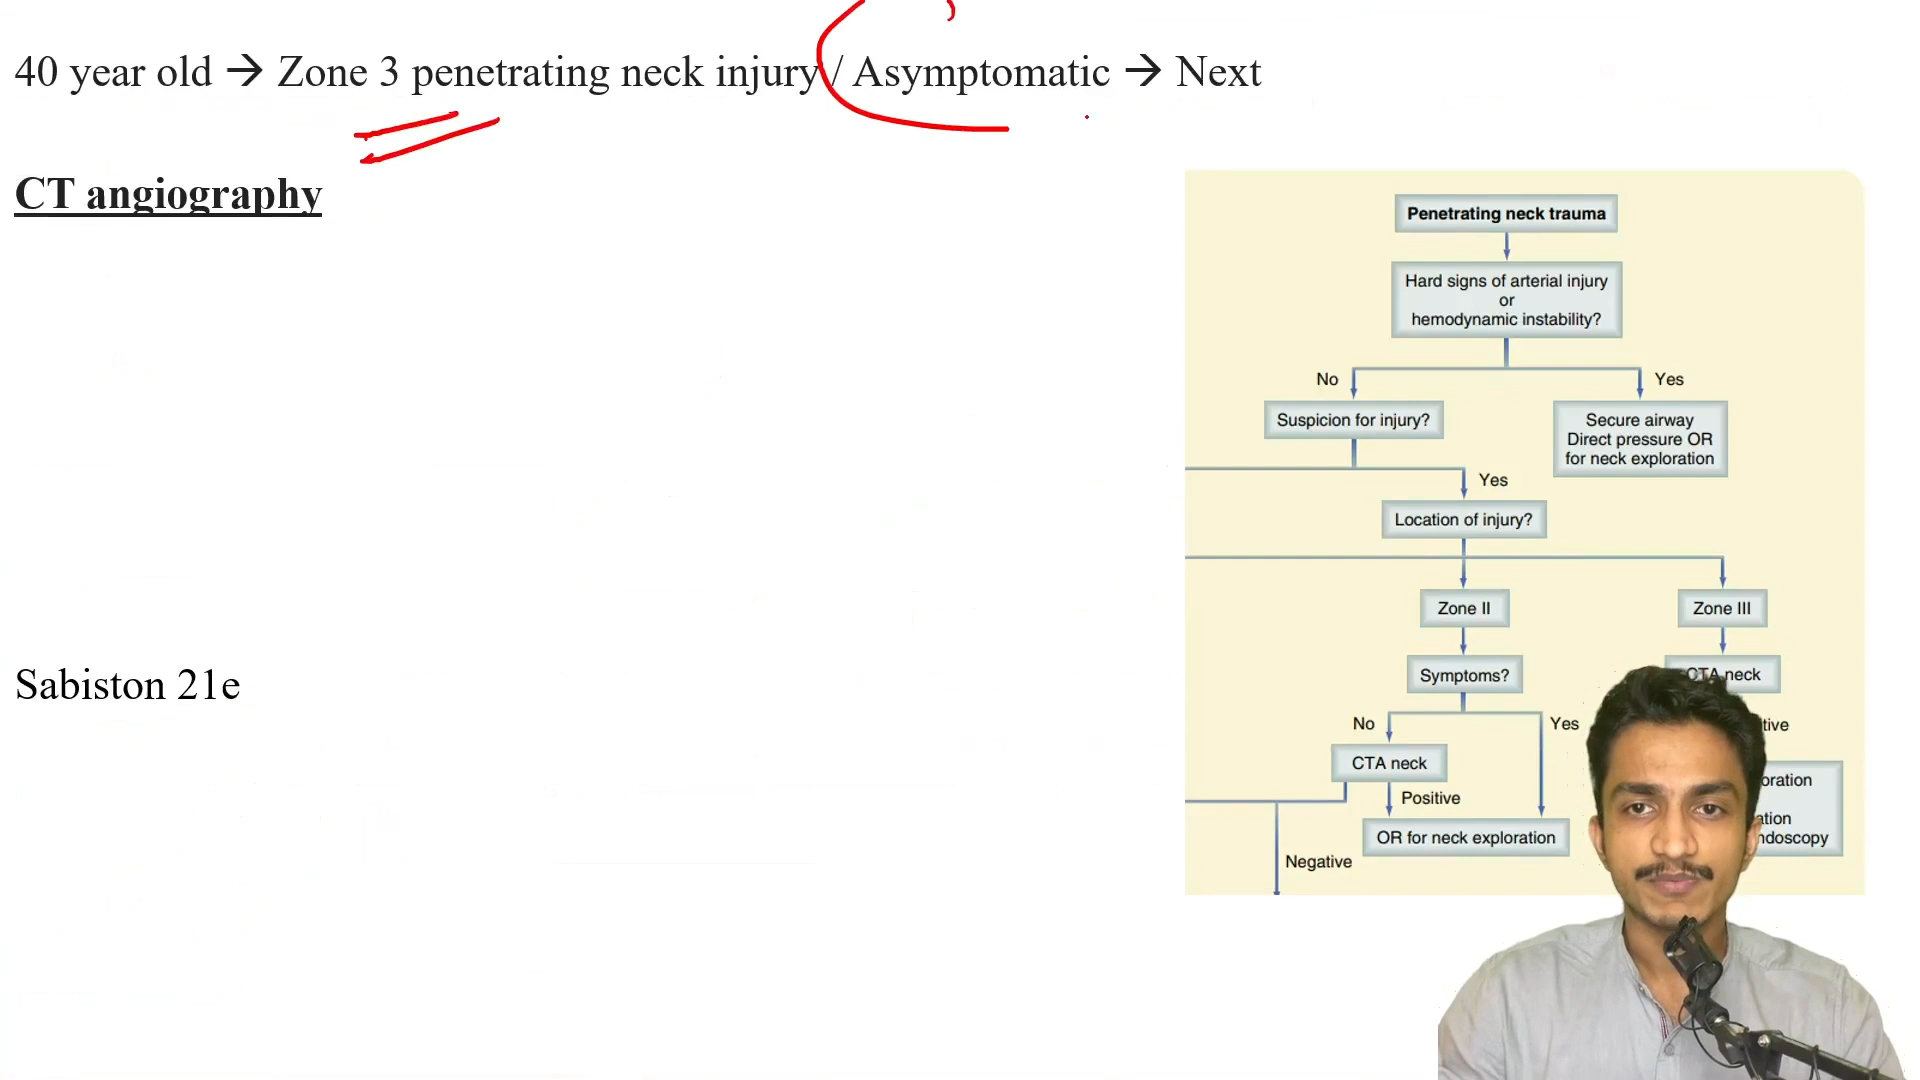 40 year old → Zone 3 penetrating neck injury / Asymptomatic → Next
CT angiography
Penetrating neck trauma
Hard signs of arterial injury
or
hemodynamic instability?
No
Yes
Suspicion for injury?
Secure airway
Direct pressure OR
for neck exploration
Yes
Location of injury?
Zone II
Zone III
Symptoms?
CTA neck
No
Yes
CTA neck
Positive
OR for neck exploration
Negative
Sabiston 21e